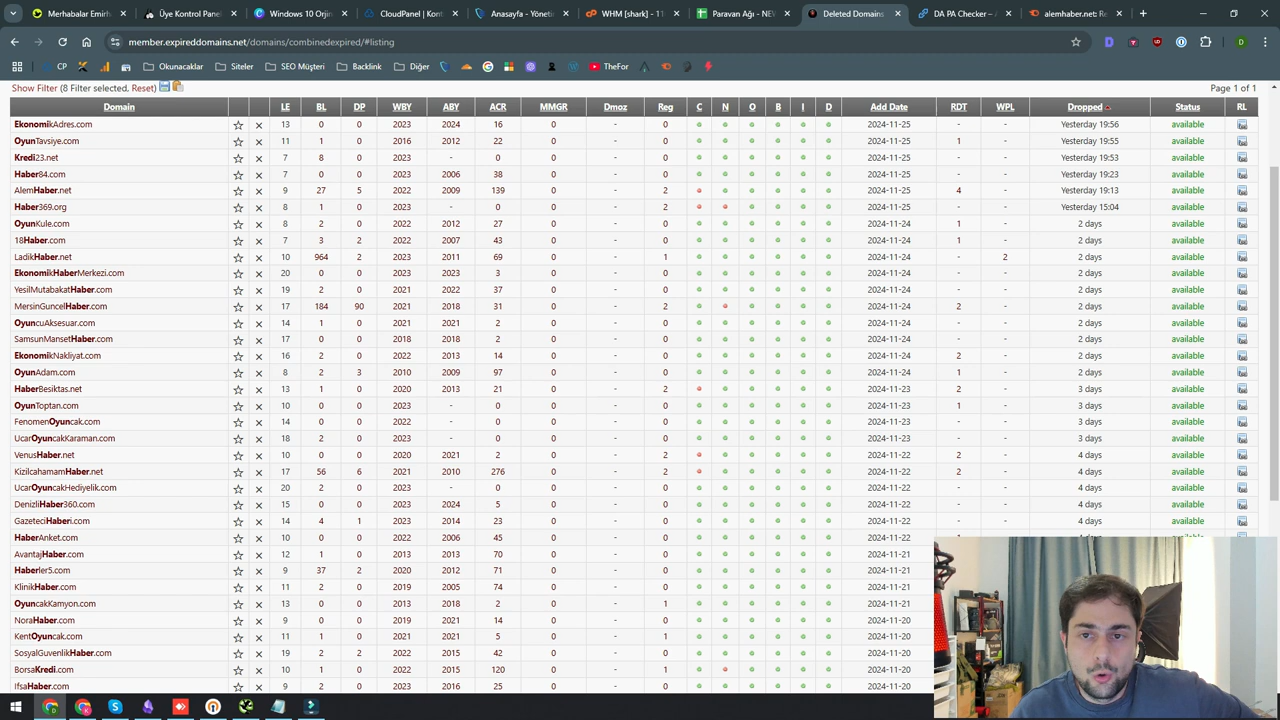 Merhabalar Emirha
Üye Kontrol Panel
Windows 10 Orjin
CloudPanel | Kont
Anasayfa - Yöneti
WHM [shark] - 11
Paravan Ağı - NEW
Deleted Domains
DA PA Checker - A
alemhaber.net: Re
member.expireddomains.net/domains/combinedexpired/#listing
CP
Okunacaklar
Siteler
SEO Müşteri
Backlink
Diğer
TheFor
Show Filter (8 Filter selected, Reset)
Page 1 of 1
Domain LE BL DP WBY ABY ACR MMGR Dmoz Reg C N O B I D Add Date RDT WPL Dropped Status RL
EkonomikAdres.com 13 0 0 2023 2024 16 0 - 0 2024-11-25 - - Yesterday 19:56 available
OyunTavsiye.com 11 1 0 2016 2012 22 0 - 0 2024-11-25 1 - Yesterday 19:55 available
Kredi23.net 7 8 0 2023 - 0 0 - 0 2024-11-25 - - Yesterday 19:53 available
Haber84.com 7 0 0 2023 2006 38 0 - 0 2024-11-25 - - Yesterday 19:23 available
AlemHaber.net 9 27 5 2022 2009 139 0 - 2 2024-11-25 4 - Yesterday 19:13 available
Haber369.org 8 1 0 2023 - 0 0 - 2 2024-11-25 - - Yesterday 15:04 available
OyunKule.com 8 2 0 2022 2012 27 0 - 0 2024-11-24 1 - 2 days available
18Haber.com 7 3 2 2022 2007 43 0 - 0 2024-11-24 1 - 2 days available
LadikHaber.net 10 964 2 2023 2011 69 0 - 1 2024-11-24 - 2 2 days available
EkonomikHaberMerkezi.com 20 0 0 2023 2023 3 0 - 0 2024-11-24 - - 2 days available
YesilMutabakatHaber.com 19 2 0 2021 2022 37 0 - 0 2024-11-24 - - 2 days available
MersinGuncelHaber.com 17 184 90 2021 2018 31 0 - 2 2024-11-24 2 - 2 days available
OyuncuAksesuar.com 14 1 0 2021 2021 2 0 - 0 2024-11-24 - - 2 days available
SamsunMansetHaber.com 17 0 0 2018 2018 2 0 - 0 2024-11-24 - - 2 days available
EkonomikNakliyat.com 16 2 0 2022 2013 14 0 - 0 2024-11-24 2 - 2 days available
OyunAdam.com 8 2 3 2010 2009 97 0 - 0 2024-11-24 - - 2 days available
HaberBesiktas.net 13 1 0 2020 2013 21 0 - 2 2024-11-23 2 - 3 days available
OyunToptan.com 10 0 0 2023 - 0 0 - 0 2024-11-23 1 - 3 days available
FenomenOyuncak.com 14 0 0 2022 - 0 0 - 0 2024-11-23 - - 3 days available
UcarOyuncakKaraman.com 18 2 0 2023 - 0 0 - 0 2024-11-23 - - 3 days available
VenusHaber.net 10 0 0 2020 2021 2 0 - 2 2024-11-22 2 - 4 days available
KizilcahamamHaber.net 17 56 0 2021 2010 276 0 - 2 2024-11-22 2 - 4 days available
UcarOyuncakHediyelik.com 20 2 0 2023 - 0 0 - 0 2024-11-22 - - 4 days available
DenizliHaber360.com 15 0 0 2023 2024 5 0 - 0 2024-11-22 - - 4 days available
GazeteciHaberi.com 14 4 1 2023 2014 23 0 - 0 2024-11-22 - - 4 days available
HaberAnket.com 10 0 0 2022 2006 45 0 - 0 2024-11-22
AvantajHaber.com 12 1 0 2013 2013 70 0 - 0 2024-11-21
Haberler5.com 9 37 2 2020 2012 71 0 - 0 2024-11-21
KlinikHaber.com 11 2 0 2019 2005 74 0 - 0 2024-11-21
OyuncakKamyon.com 13 0 0 2013 2018 2 0 - 1 2024-11-21
NoraHaber.com 9 0 0 2019 2021 14 0 - 0 2024-11-20
KentOyuncak.com 11 1 0 2021 2021 5 0 - 1 2024-11-20
SosyalGuvenlikHaber.com 19 2 2 2022 2015 42 0 - 0 2024-11-20
BorsaKredi.com 10 1 0 2022 2015 120 0 - 1 2024-11-20
IfsaHaber.com 9 2 0 2022 2016 25 0 - 0 2024-11-20